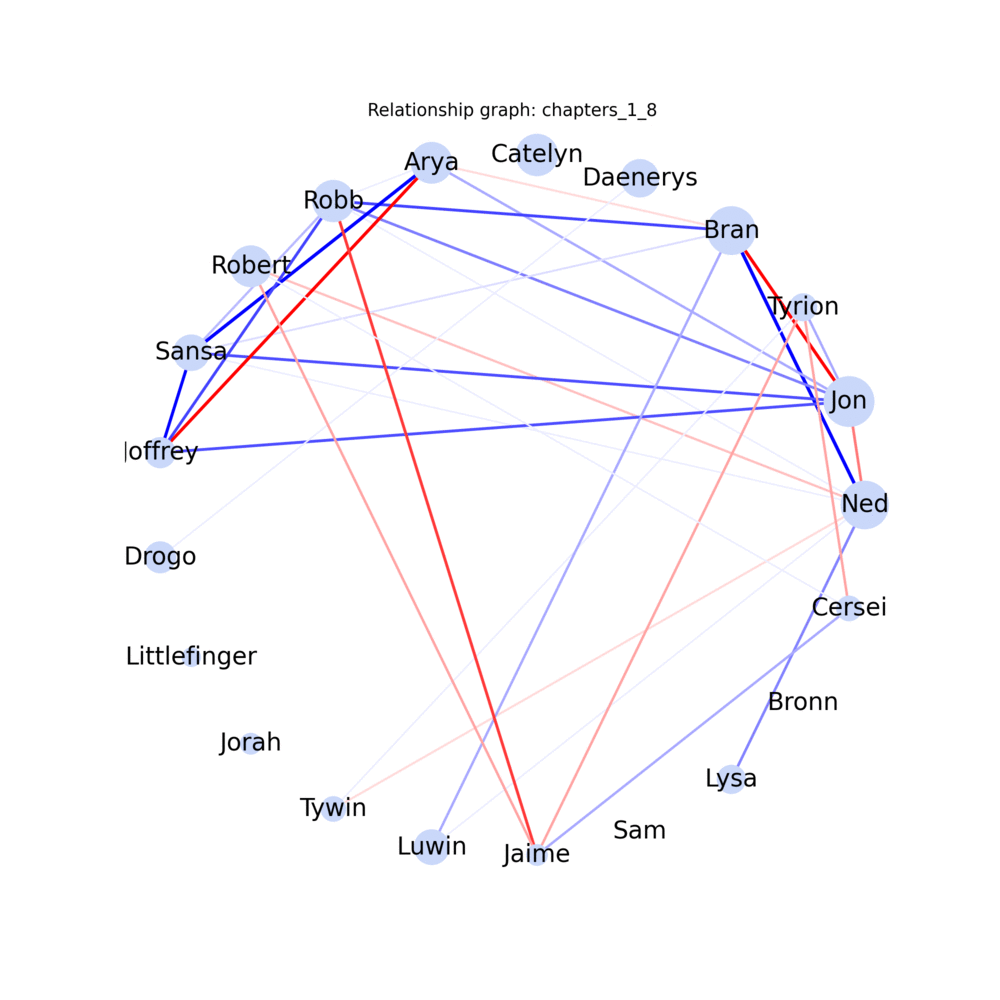 Relationship graph: chapters_1_8
Catelyn
Arya
Daenerys
Robb
Bran
Robert
Tyrion
Sansa
Jon
Joffrey
Ned
Drogo
Cersei
Littlefinger
Bronn
Jorah
Lysa
Tywin
Sam
Luwin
Jaime